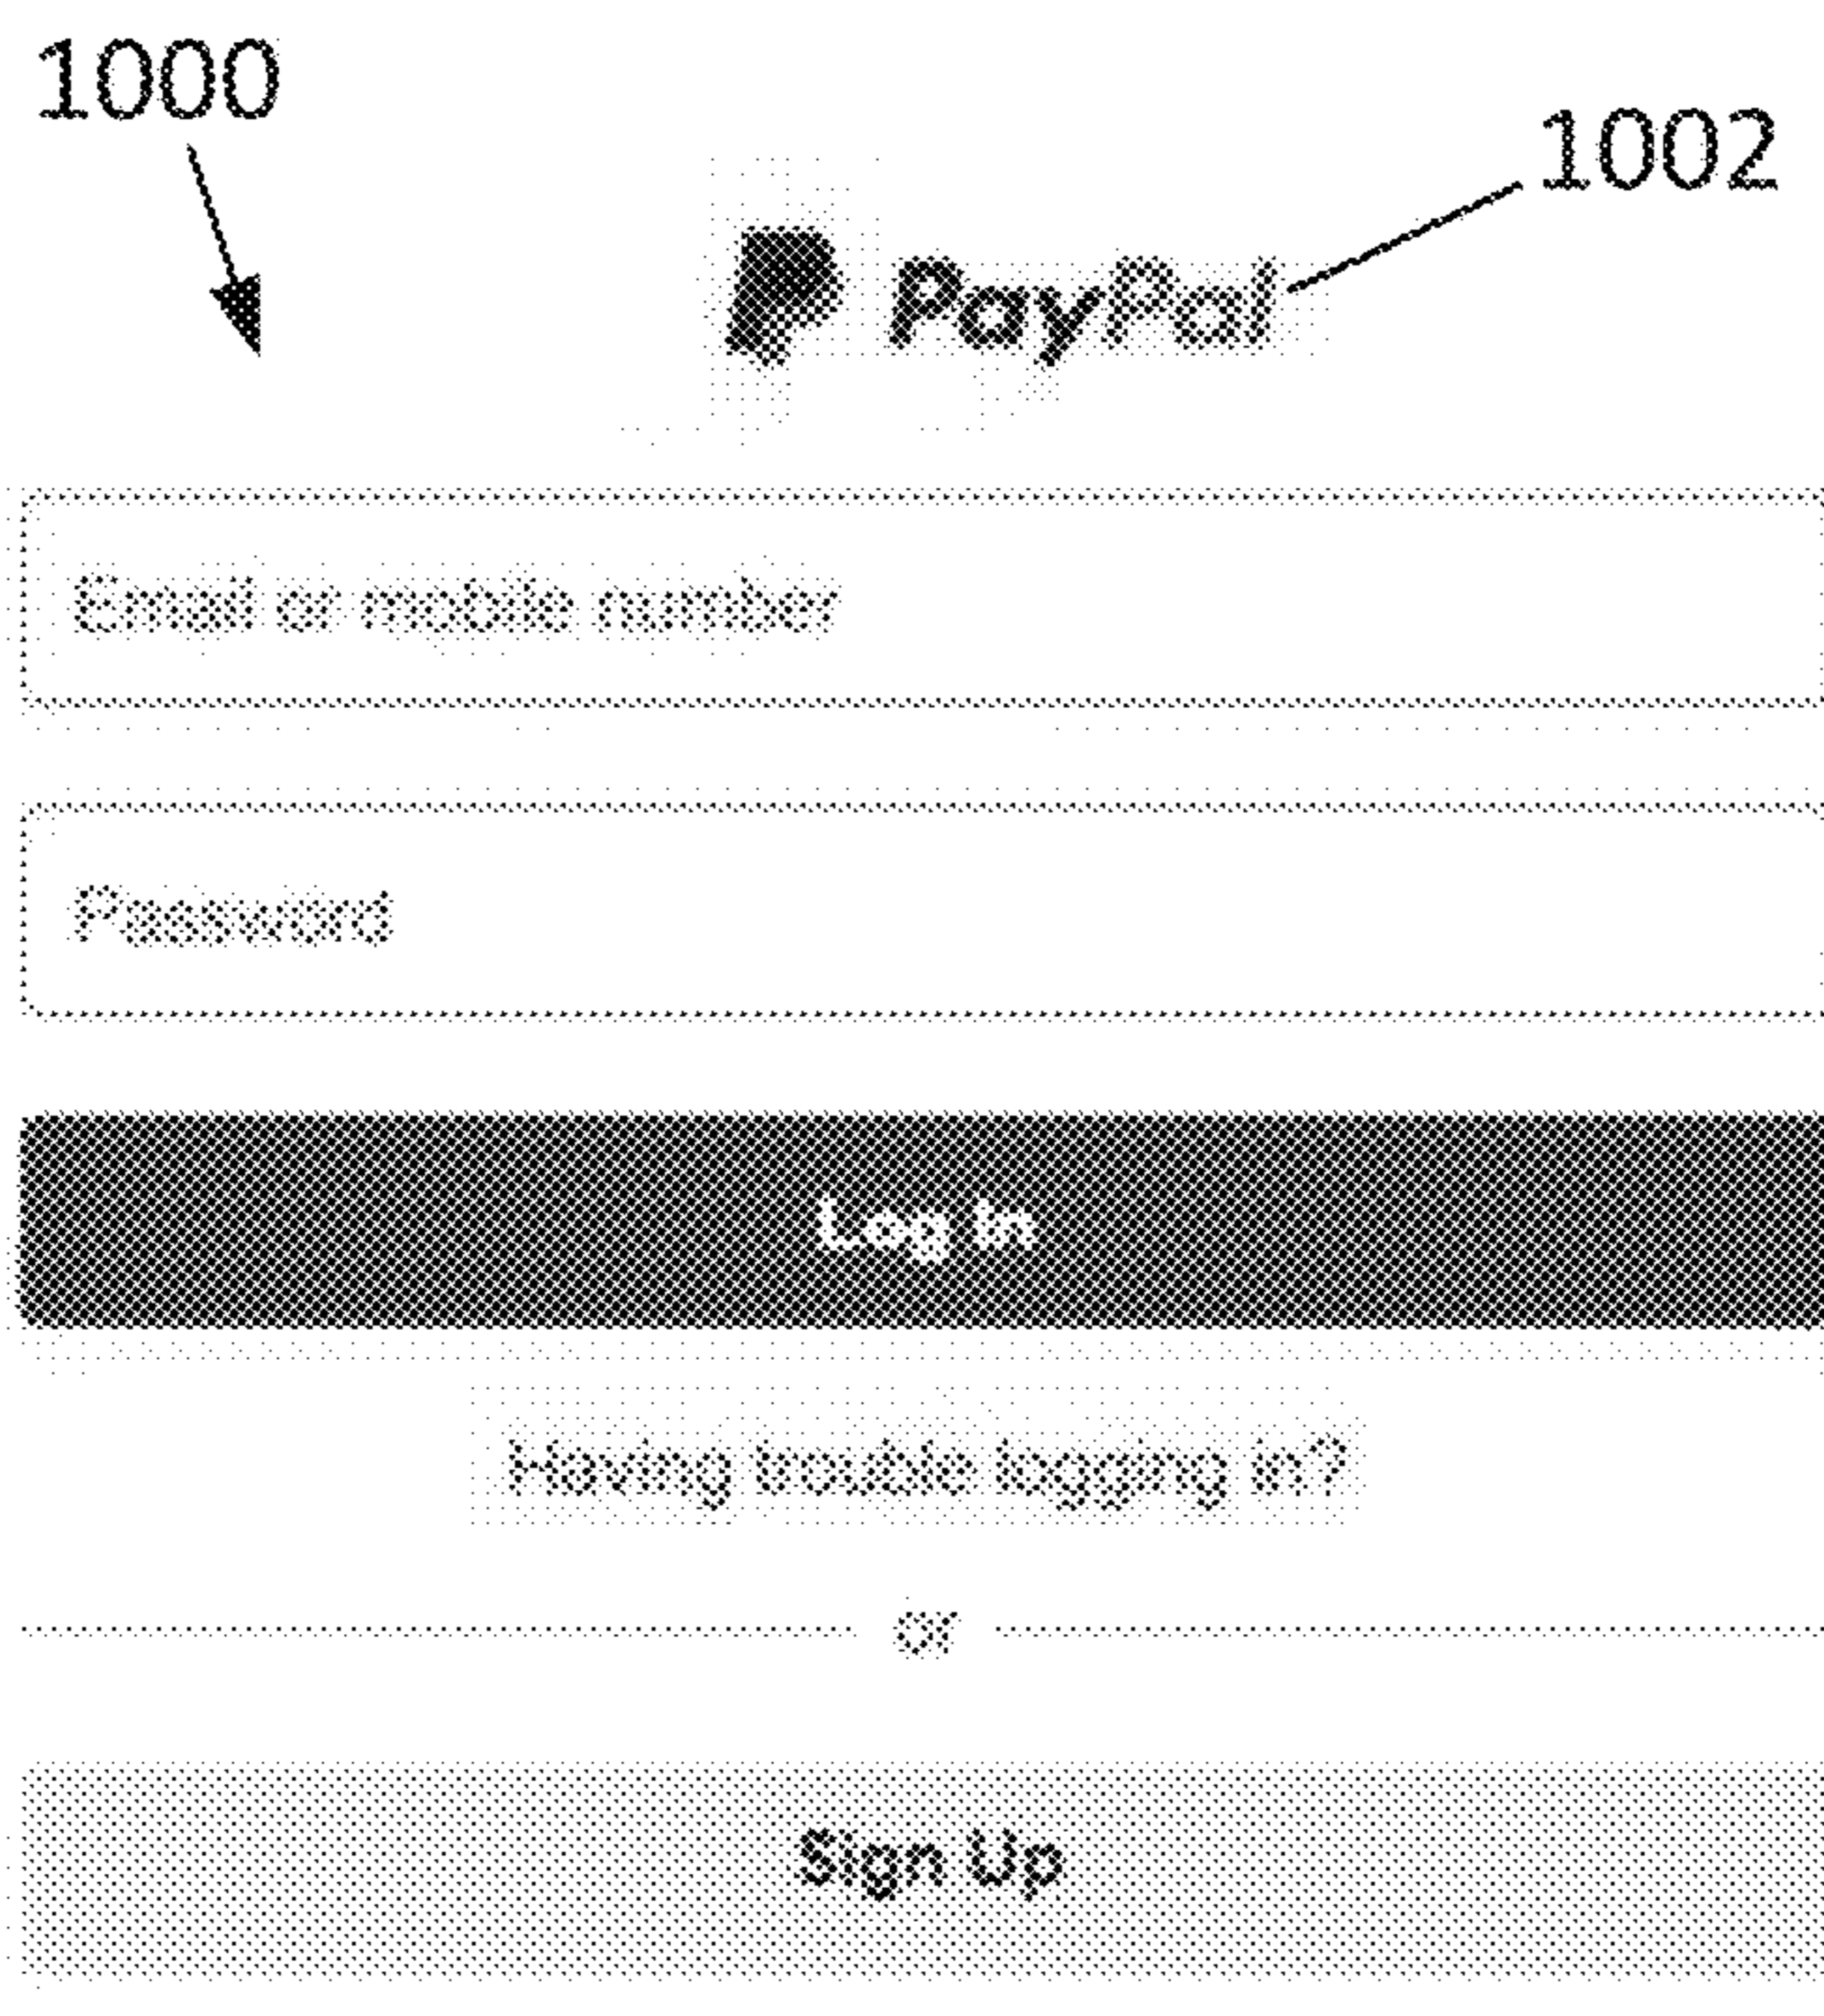 1000
1002
PayPal
Email or mobile number
Password
Log In
Having trouble logging in?
or
Sign Up